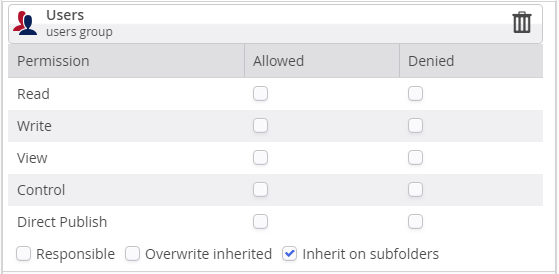 Users
users group
Permission Allowed Denied
Read
Write
View
Control
Direct Publish
Responsible Overwrite inherited Inherit on subfolders